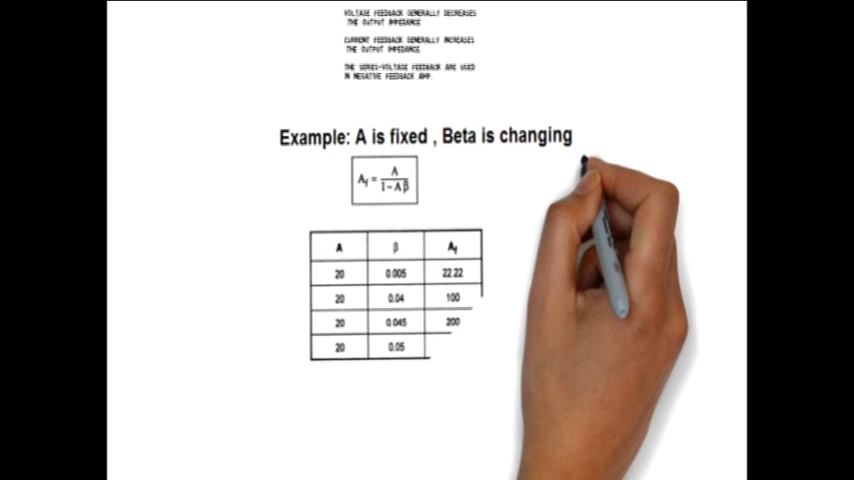 VOLTAGE FEEDBACK GENERALLY DECREASES
THE OUTPUT IMPEDANCE
CURRENT FEEDBACK GENERALLY INCREASES
THE OUTPUT IMPEDANCE.
THE SERIES-VOLTAGE FEEDBACK ARE USED
IN NEGATIVE FEEDBACK AMP.
Example: A is fixed , Beta is changing
Af = A / 1-Aβ
A β Af
20 0.005 22.22
20 0.04 100
20 0.045 200
20 0.05